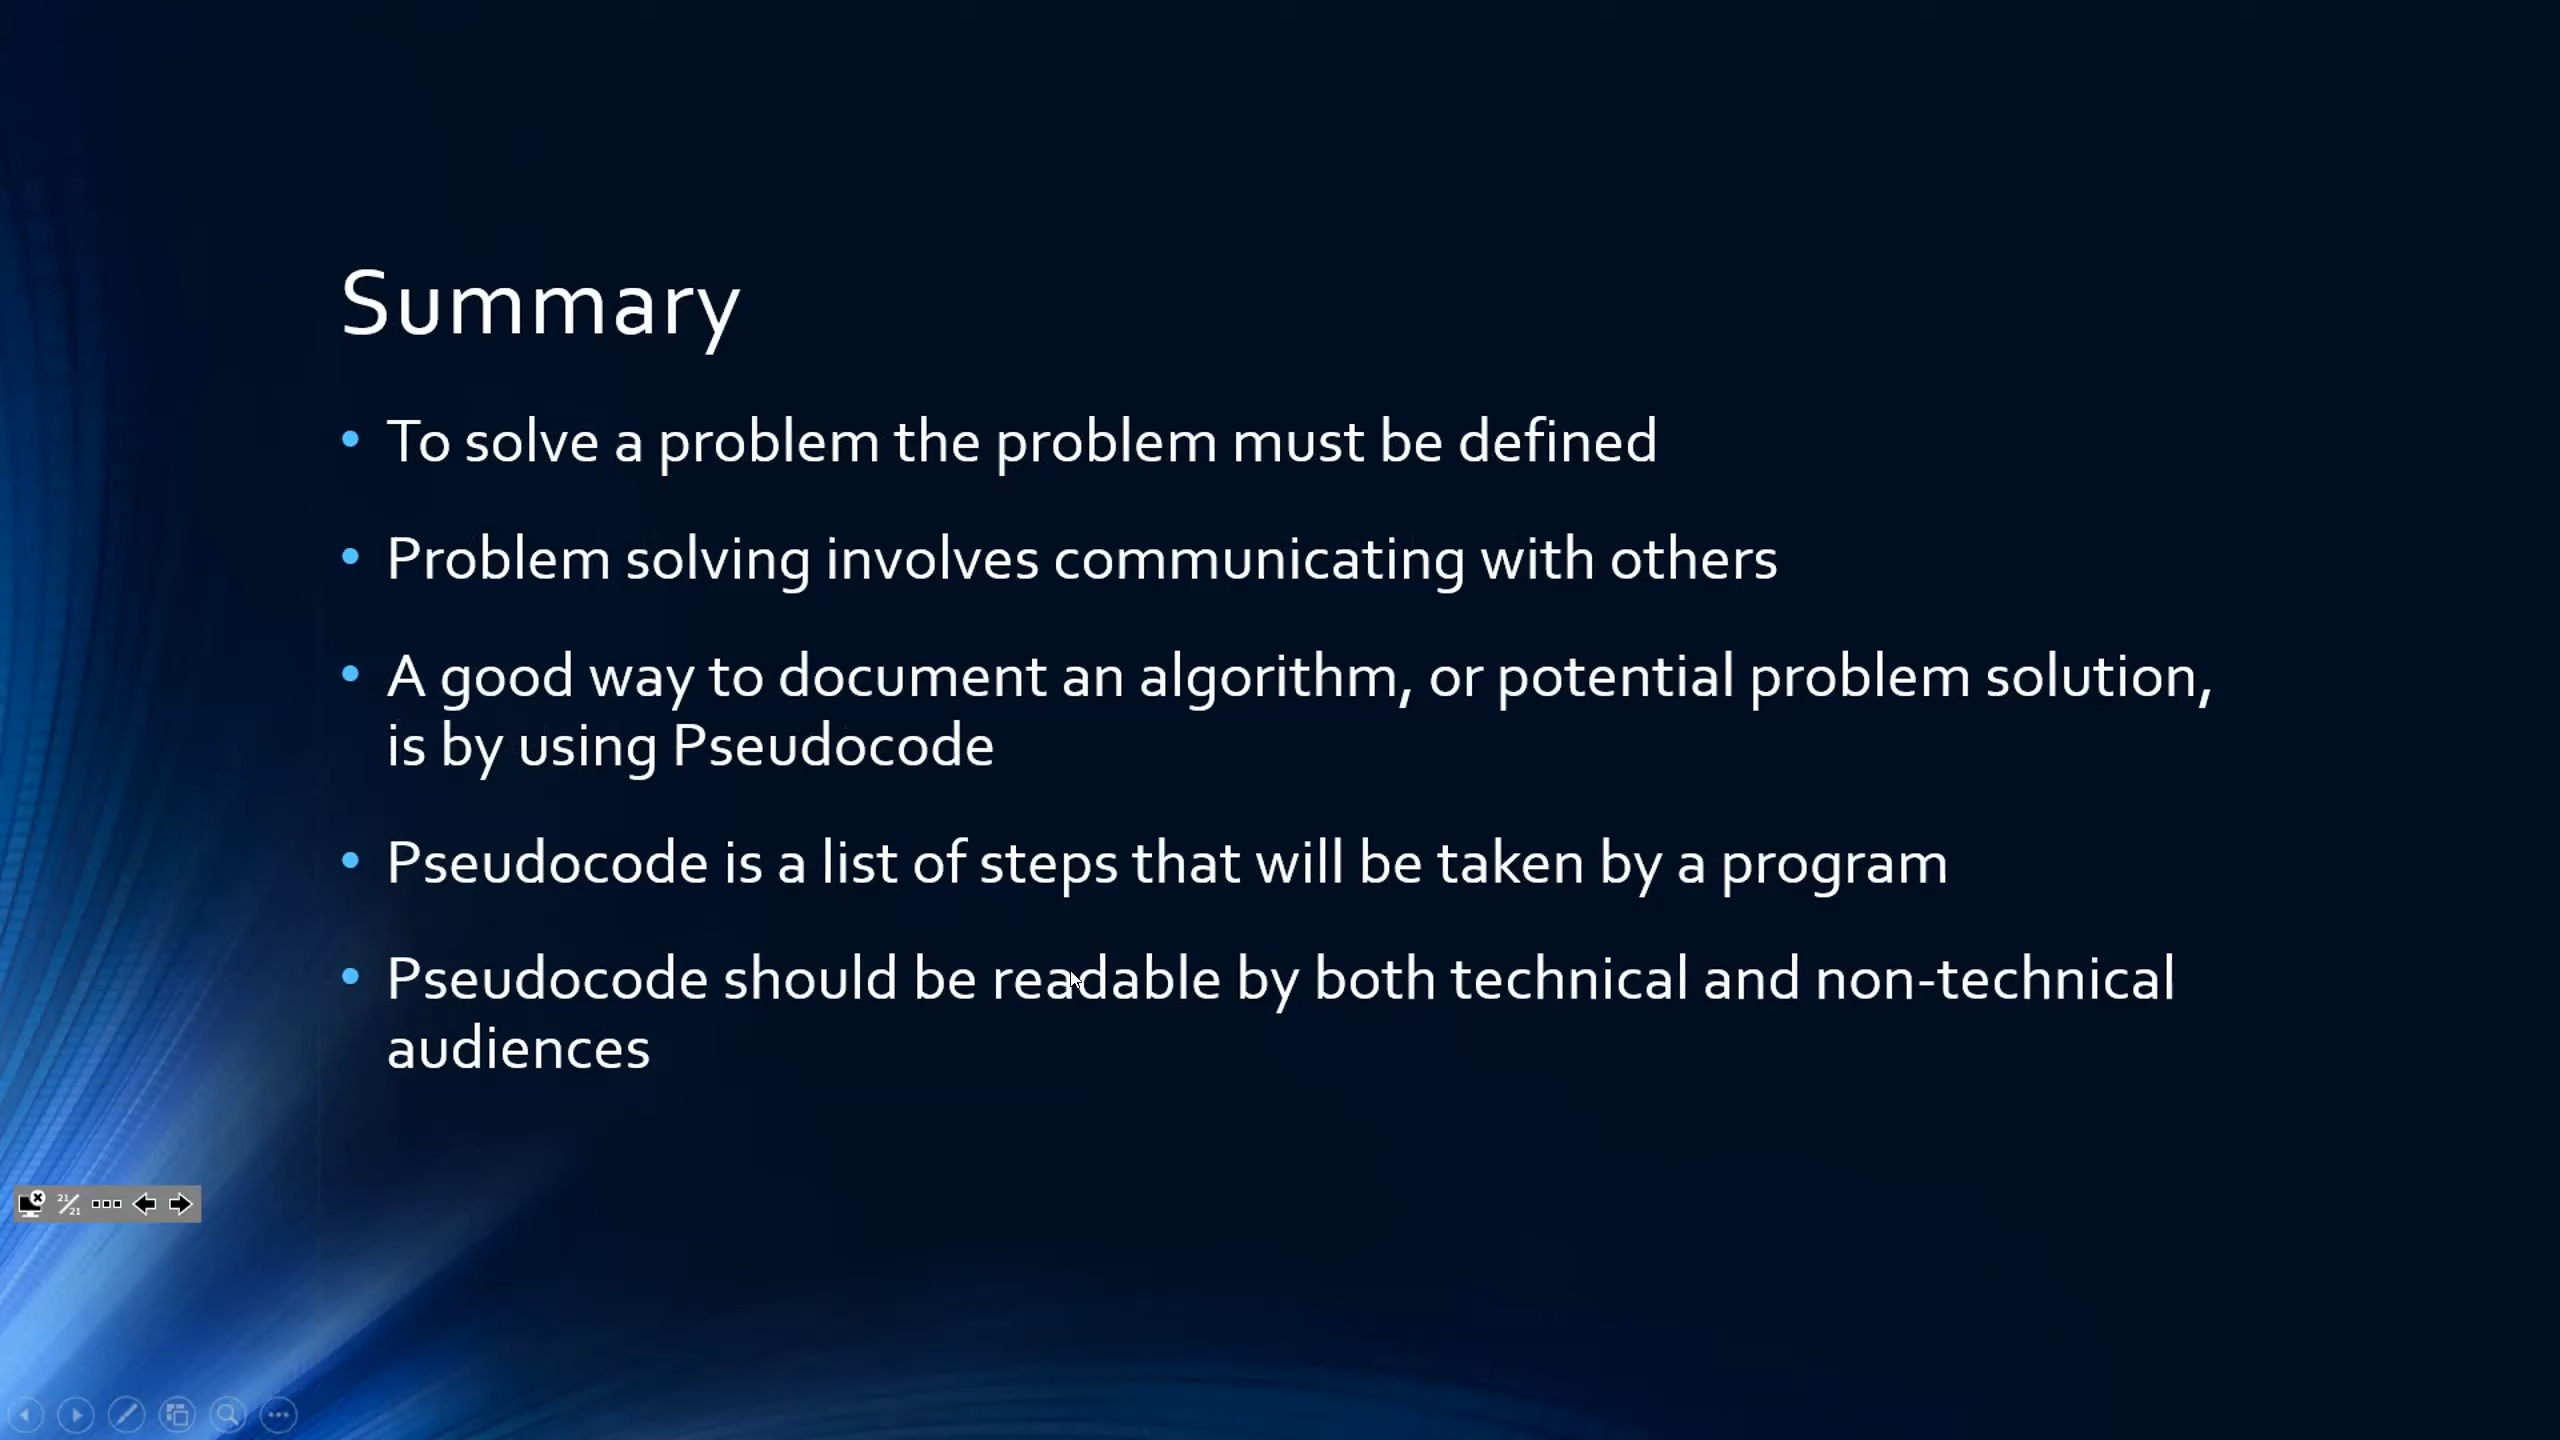 Summary
• To solve a problem the problem must be defined
• Problem solving involves communicating with others
• A good way to document an algorithm, or potential problem solution,
is by using Pseudocode
• Pseudocode is a list of steps that will be taken by a program
• Pseudocode should be readable by both technical and non-technical
audiences
21/21